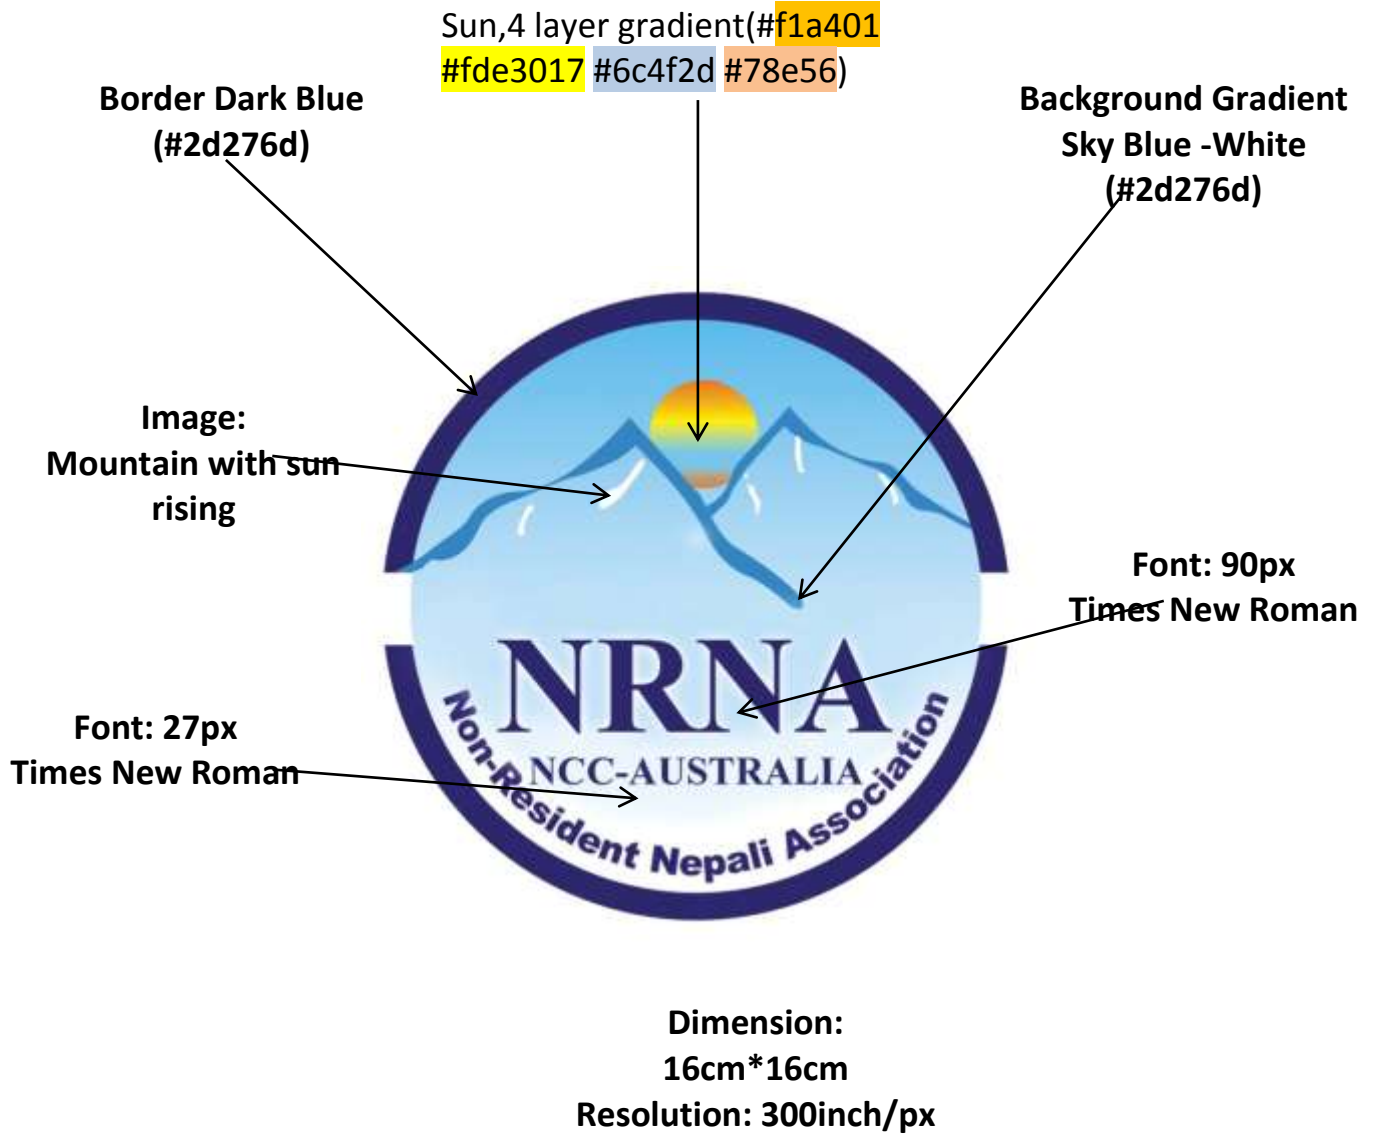 Sun,4 layer gradient(#f1a401
#fde3017 #6c4f2d #78e56)
Border Dark Blue
(#2d276d)
Background Gradient
Sky Blue -White
(#2d276d)
Image:
Mountain with sun
rising
Font: 90px
Times New Roman
Font: 27px
Times New Roman
NRNA
NCC-AUSTRALIA
Non-Resident Nepali Association
Dimension:
16cm*16cm
Resolution: 300inch/px